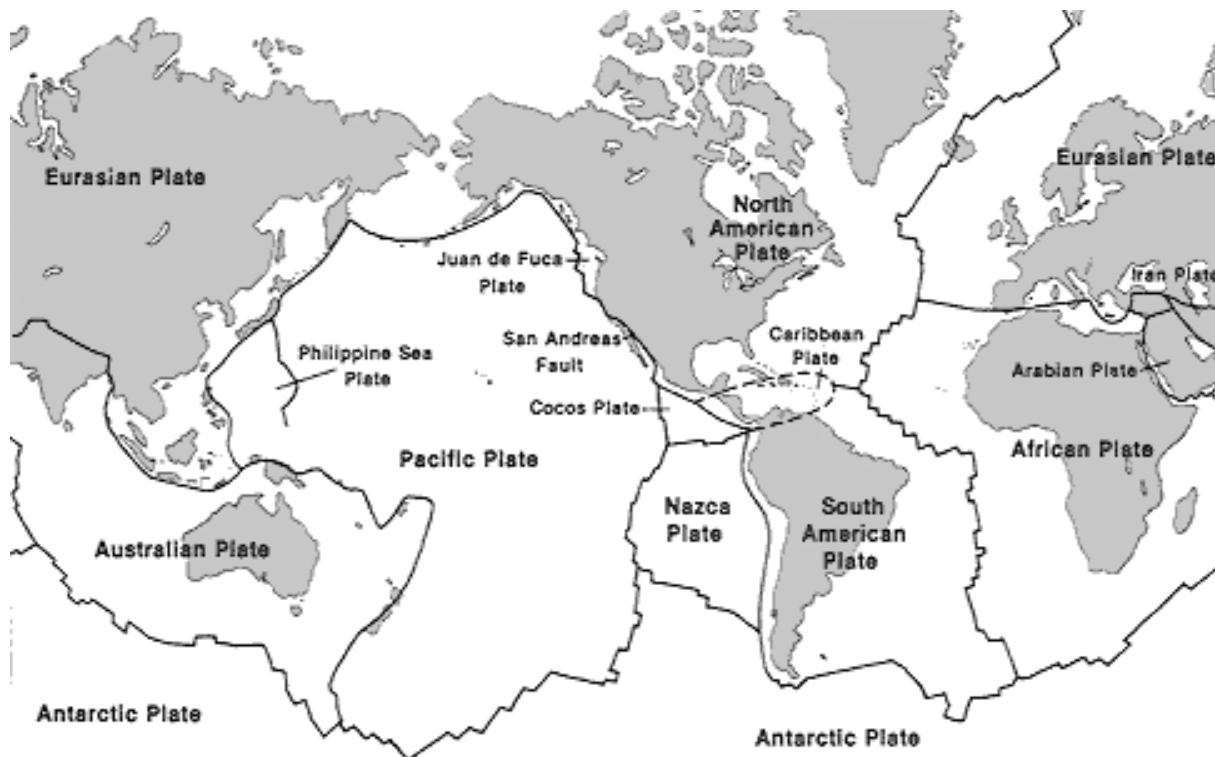 Eurasian Plate
Eurasian Plate
North
American
Plate
Juan de Fuca
Plate
Iran Plate
San Andreas
Fault
Caribbean
Plate
Philippine Sea
Plate
Arabian Plate
Cocos Plate
Pacific Plate
African Plate
Nazca
Plate
South
American
Plate
Australian Plate
Antarctic Plate
Antarctic Plate